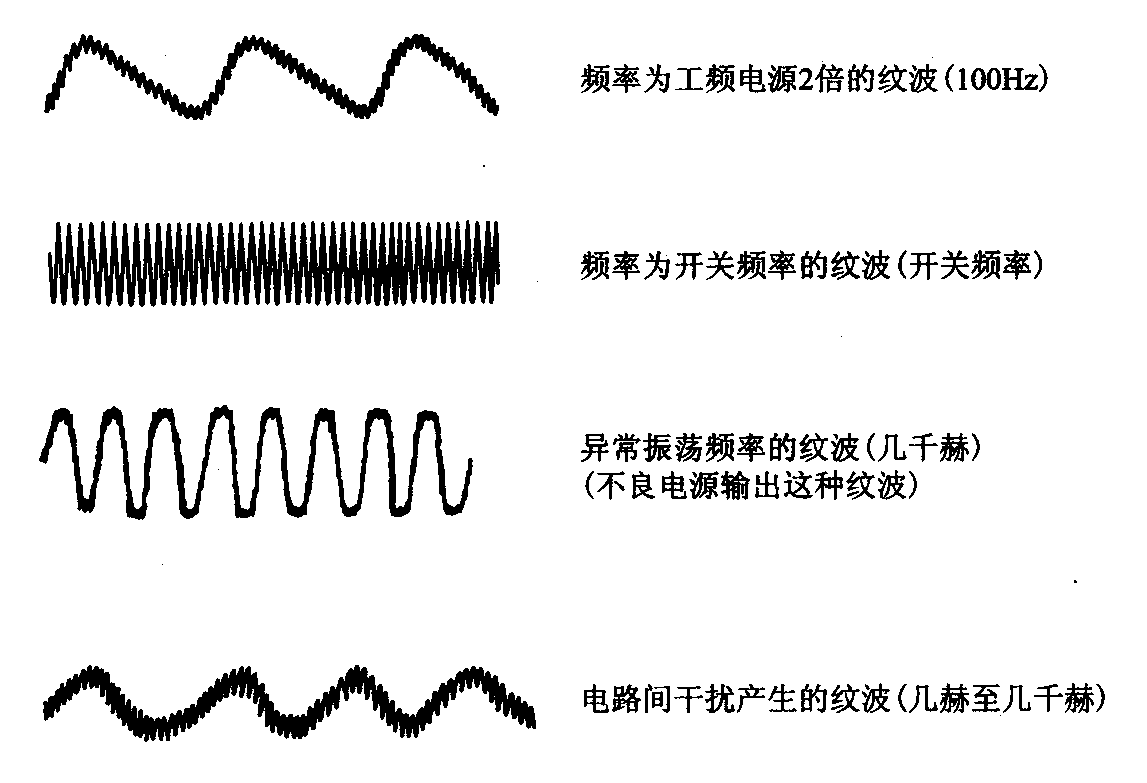 频率为工频电源2倍的纹波(100Hz)
频率为开关频率的纹波(开关频率)
异常振荡频率的纹波(几千赫)
(不良电源输出这种纹波)
电路间干扰产生的纹波(几赫至几千赫)